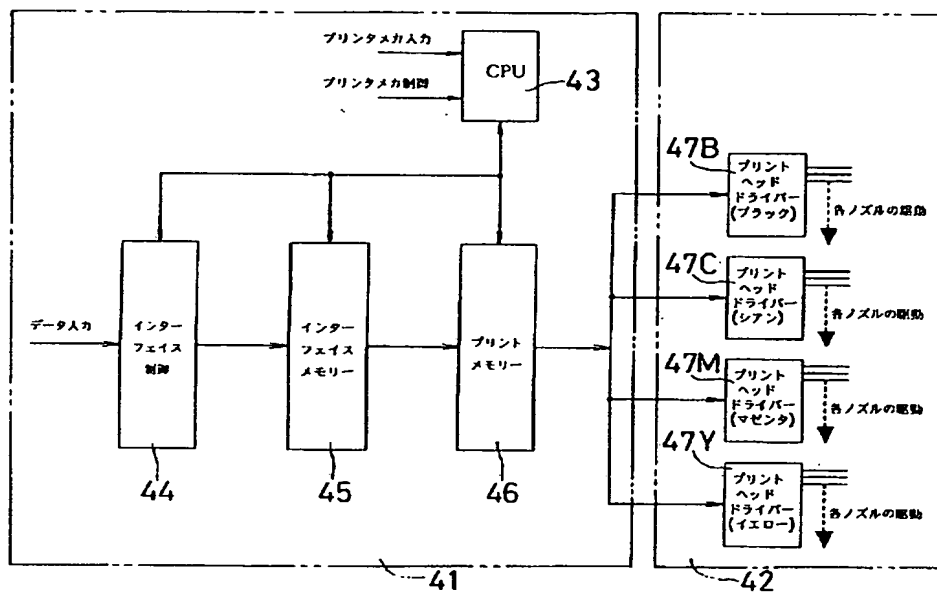 プリンタメカ入力
プリンタメカ制御
CPU
43
データ入力
インター
フェイス
制御
44
インター
フェイス
メモリー
45
プリント
メモリー
46
41
47B
プリント
ヘッド
ドライバー
(ブラック)
各ノズルの駆動
47C
プリント
ヘッド
ドライバー
(シアン)
各ノズルの駆動
47M
プリント
ヘッド
ドライバー
(マゼンタ)
各ノズルの駆動
47Y
プリント
ヘッド
ドライバー
(イエロー)
各ノズルの駆動
42